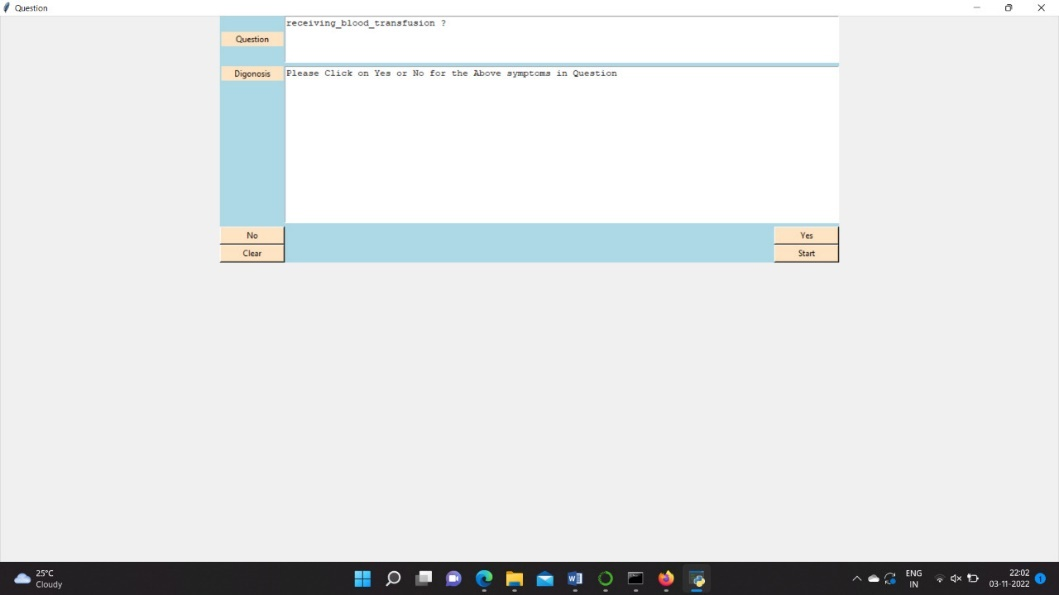 Question
receiving_blood_transfusion ?
Question
Digonosis
Please Click on Yes or No for the Above symptoms in Question
No
Yes
Clear
Start
25°C
Cloudy
ENG
IN
22:02
03-11-2022
1